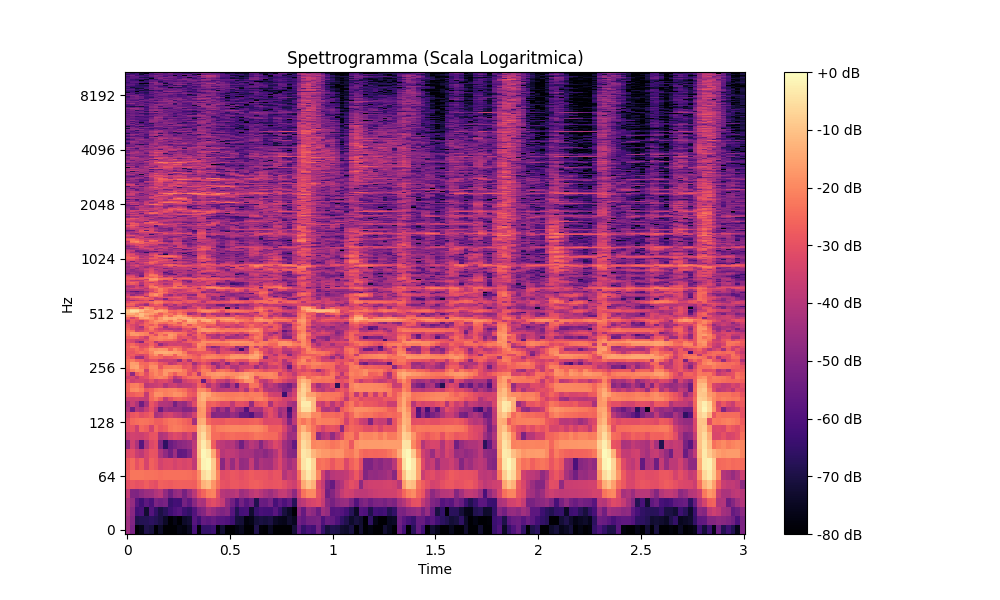 Spettrogramma (Scala Logaritmica)
8192
4096
2048
1024
512
256
128
64
0
Hz
0
0.5
1
1.5
2
2.5
3
Time
+0 dB
-10 dB
-20 dB
-30 dB
-40 dB
-50 dB
-60 dB
-70 dB
-80 dB